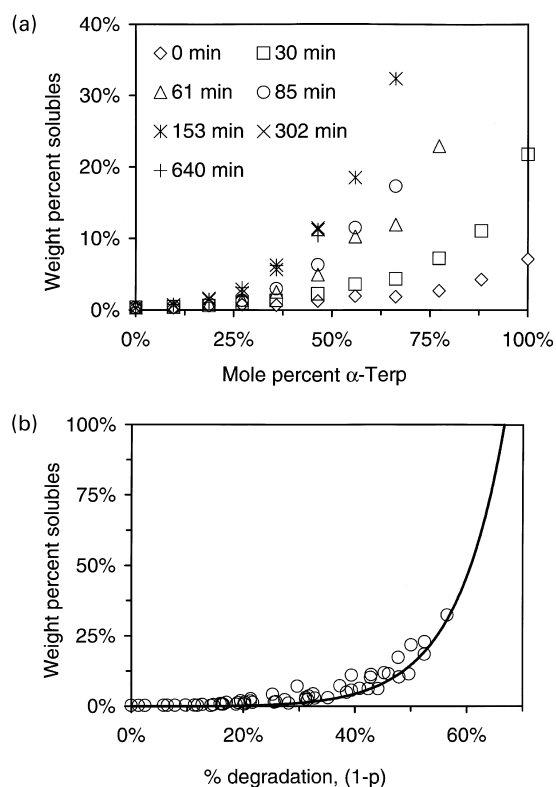 (a)
40%
30%
20%
10%
0%
Weight percent solubles
0 min
30 min
61 min
85 min
153 min
302 min
640 min
0%
25%
50%
75%
100%
Mole percent α-Terp
(b)
100%
75%
50%
25%
0%
Weight percent solubles
0%
20%
40%
60%
% degradation, (1-p)